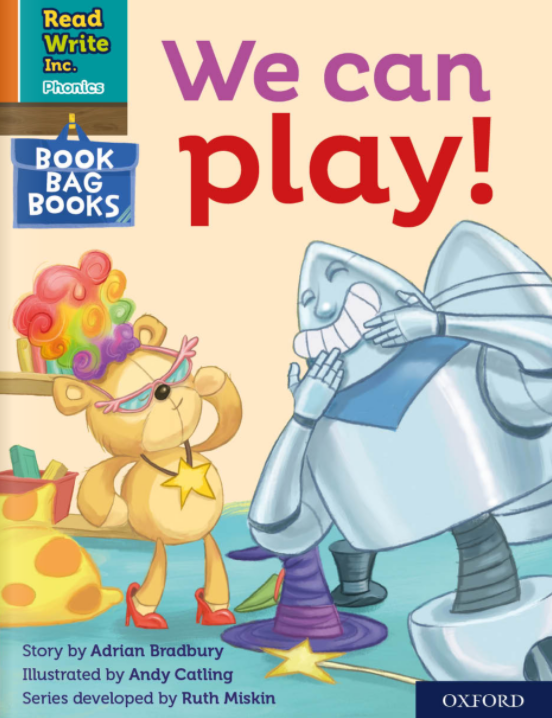 Read
Write
Inc.
Phonics
BOOK
BAG
BOOKS
We can
play!
Story by Adrian Bradbury
Illustrated by Andy Catling
Series developed by Ruth Miskin
OXFORD